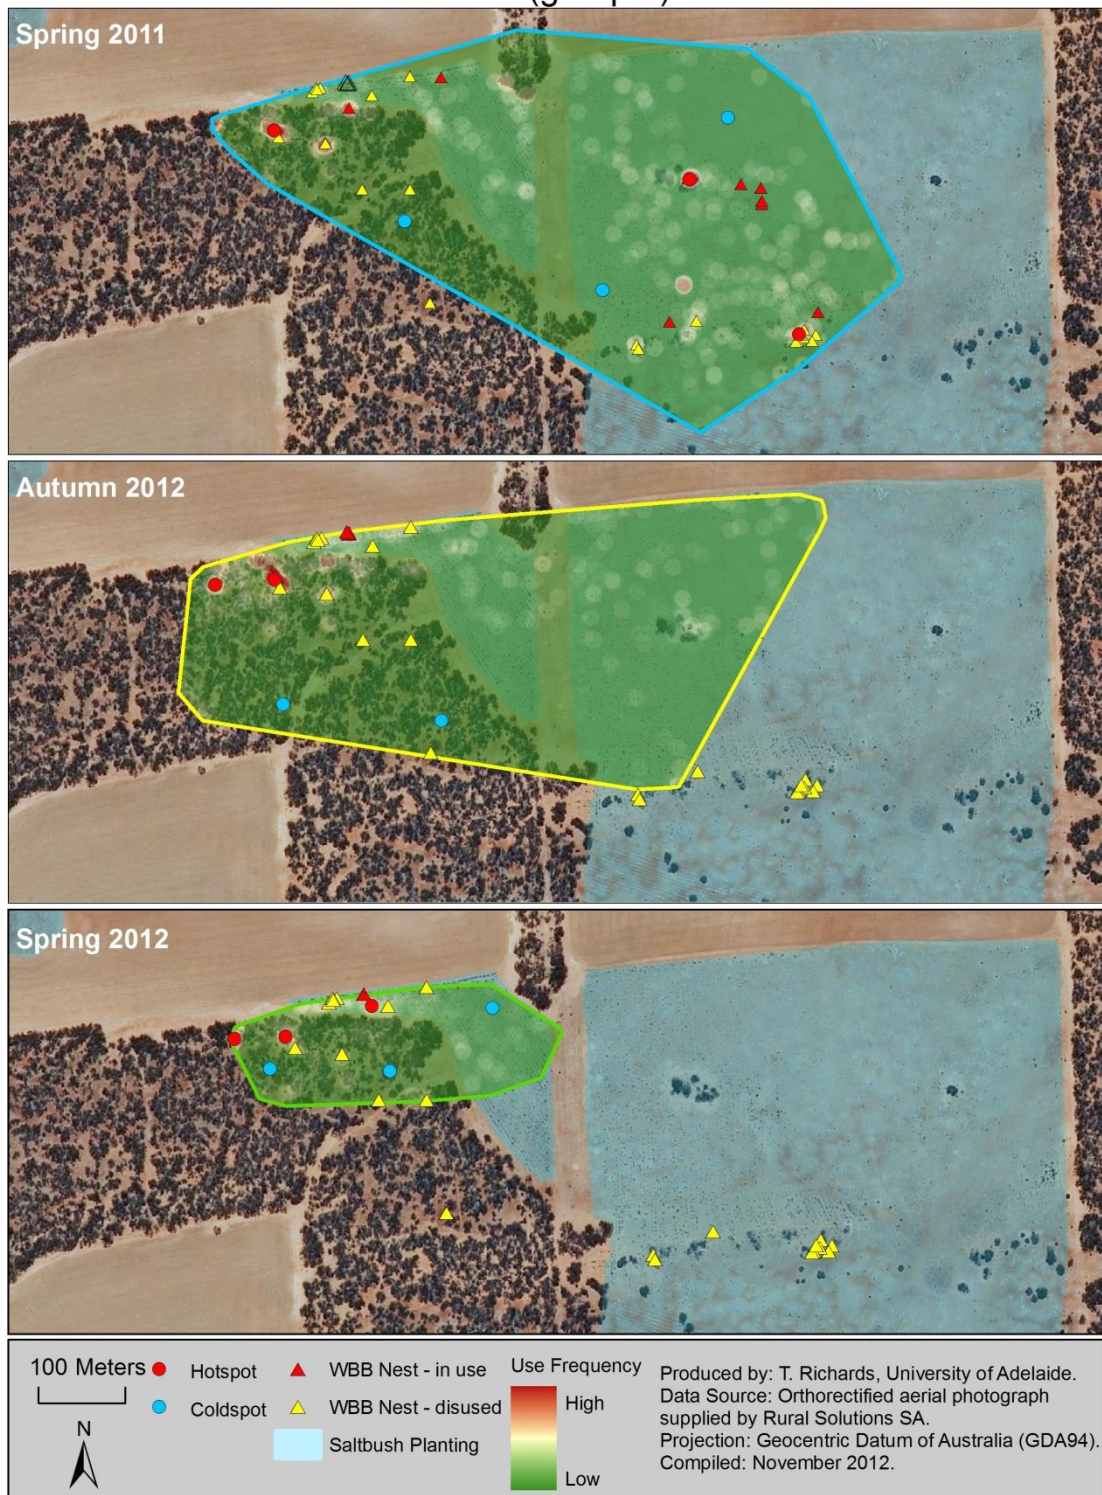 Spring 2011
Autumn 2012
Spring 2012
100 Meters
N
Hotspot
Coldspot
WBB Nest - in use
WBB Nest - disused
Saltbush Planting
Use Frequency
High
Low
Produced by: T. Richards, University of Adelaide.
Data Source: Orthorectified aerial photograph
supplied by Rural Solutions SA.
Projection: Geocentric Datum of Australia (GDA94).
Compiled: November 2012.